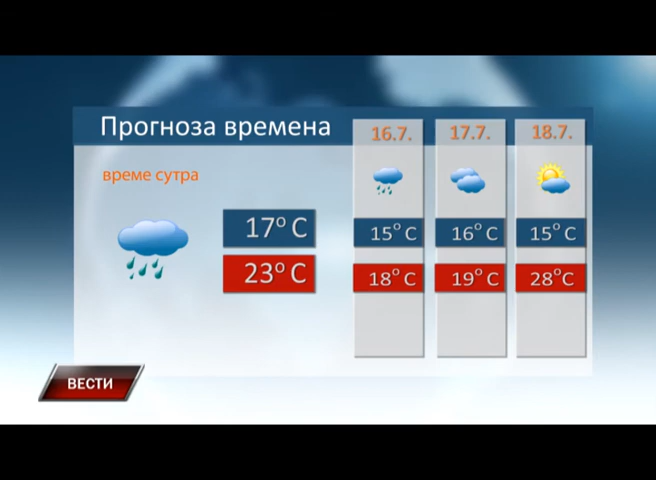 Прогноза времена
време сутра
17°C
23°C
16.7.
17.7.
18.7.
15°C
16°C
15°C
18°C
19°C
28°C
ВЕСТИ